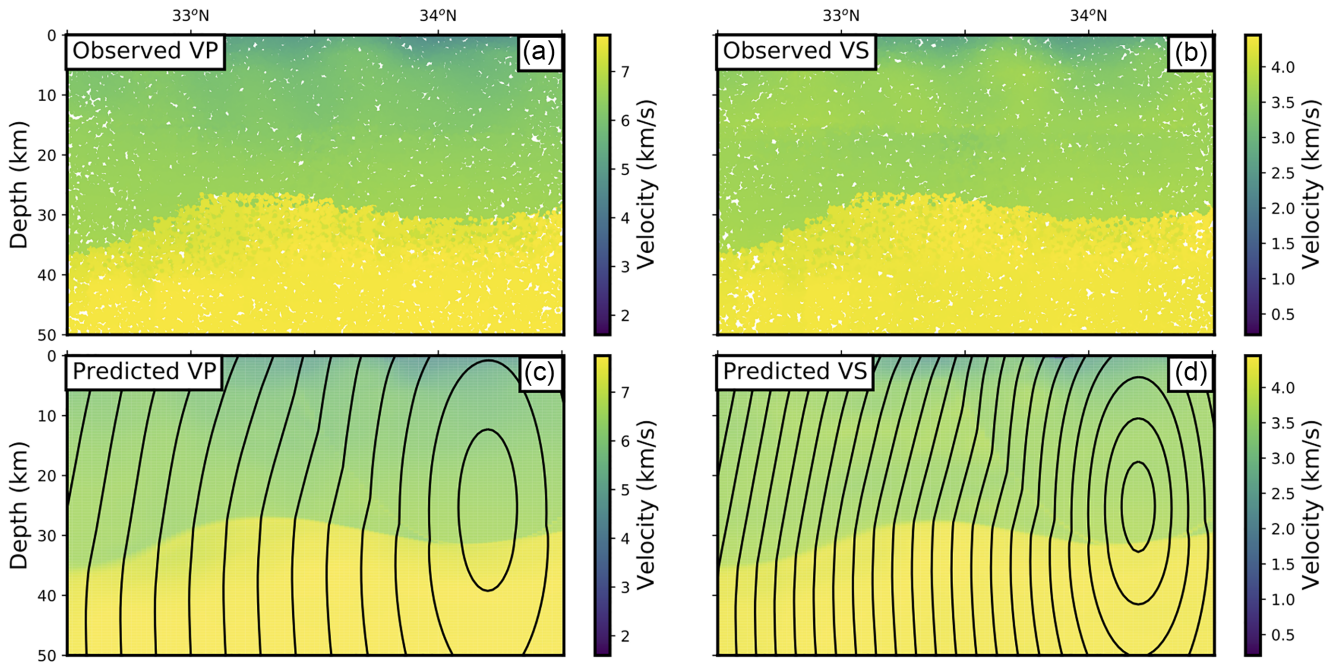 33°N 34°N 33°N 34°N
Observed VP (a) Observed VS (b)
0 10 20 30 40 50
Depth (km)
7 6 5 4 3 2
Velocity (km/s)
4.0 3.5 3.0 2.5 2.0 1.5 1.0 0.5
Velocity (km/s)
Predicted VP (c) Predicted VS (d)
0 10 20 30 40 50
Depth (km)
7 6 5 4 3 2
Velocity (km/s)
4.0 3.5 3.0 2.5 2.0 1.5 1.0 0.5
Velocity (km/s)